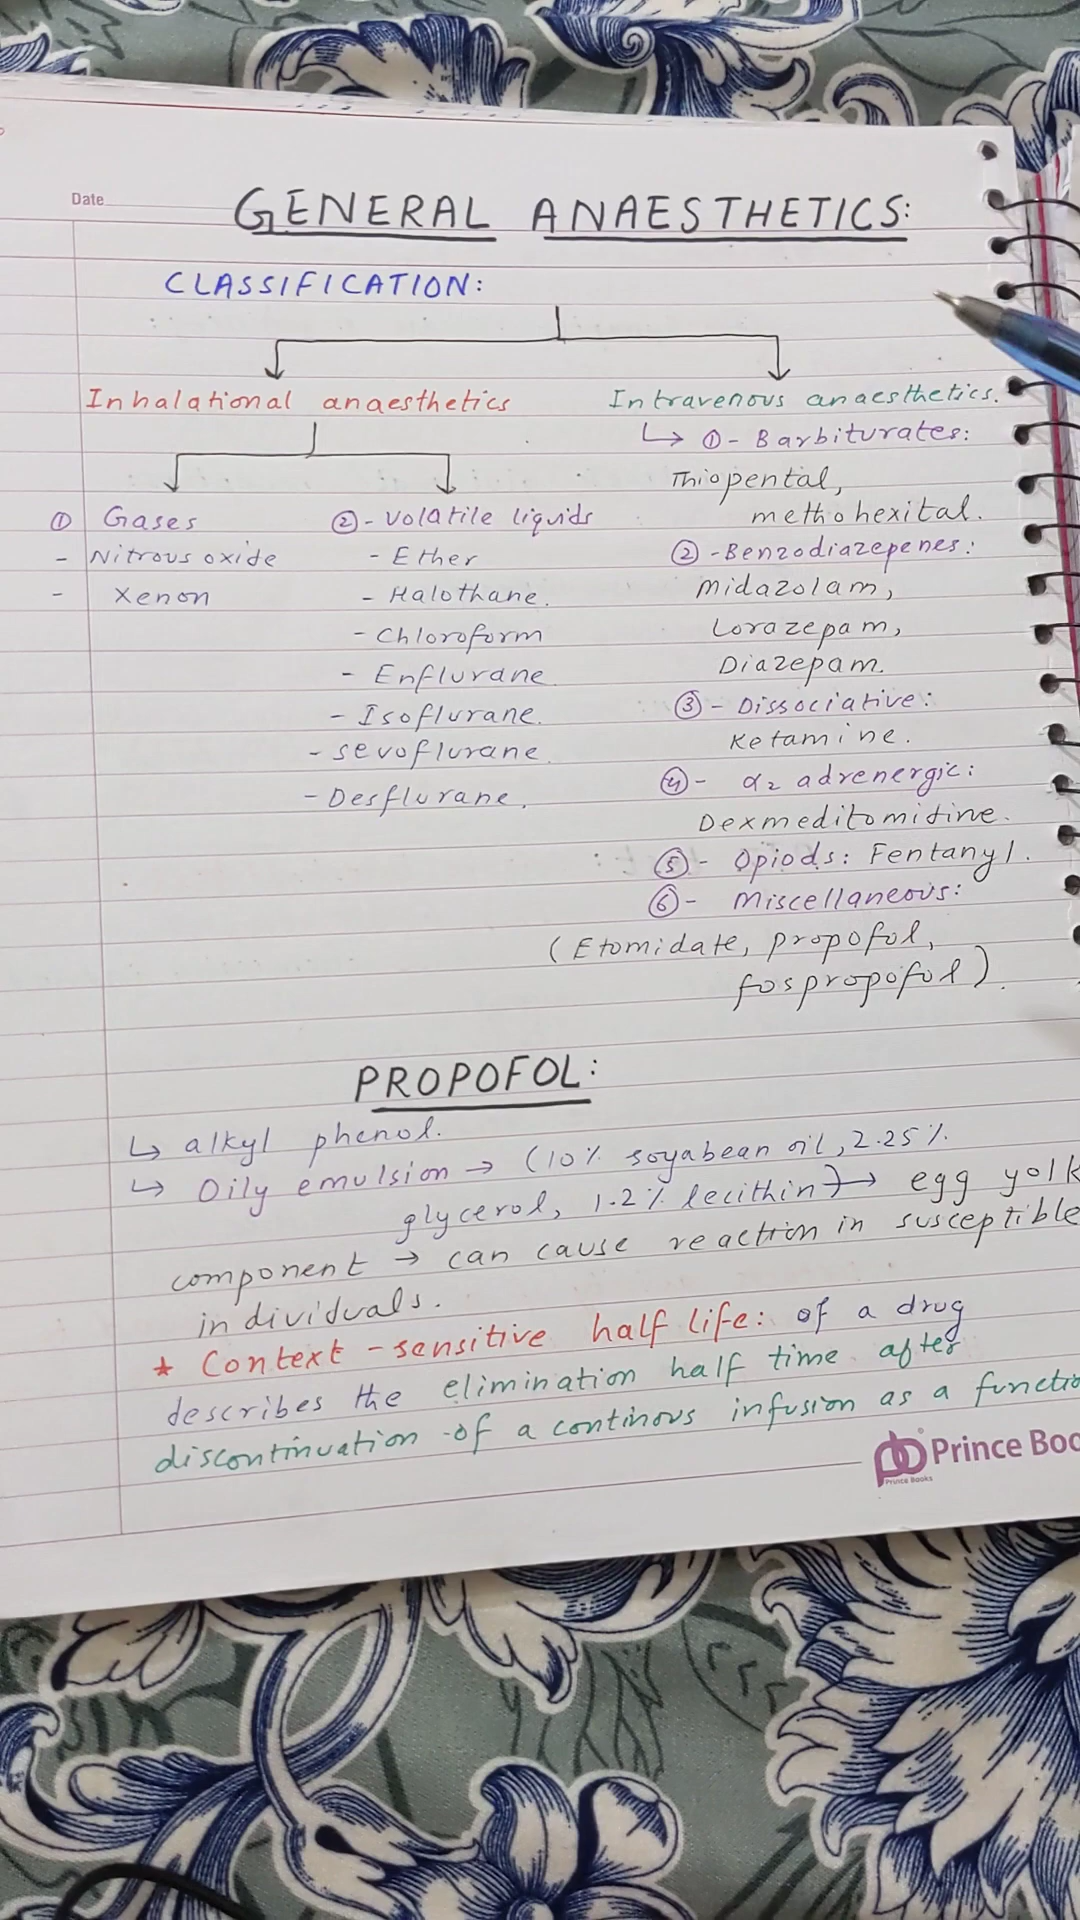 Date
GENERAL ANAESTHETICS:
CLASSIFICATION:
Inhalational anaesthetics
① Gases
- Nitrous oxide
- Xenon
② - Volatile liquids
- Ether
- Halothane.
- Chloroform
- Enflurane
- Isoflurane.
- sevoflurane.
- Desflurane.
Intravenous anaesthetics.
↳ ① - Barbiturates:
Thiopental,
methohexital.
② - Benzodiazepenes:
Midazolam,
Lorazepam,
Diazepam.
③ - Dissociative:
Ketamine.
④ - α2 adrenergic:
Dexmeditomidine.
⑤ - Opiods: Fentanyl.
⑥ - Miscellaneous:
(Etomidate, propofol,
fospropofol).
PROPOFOL:
↳ alkyl phenol.
↳ Oily emulsion → (10% soyabean oil, 2.25%
glycerol, 1.2% lecithin) → egg yolk
component → can cause reaction in susceptible
individuals.
* Context-sensitive half life: of a drug
describes the elimination half time after
discontinuation of a continous infusion as a functio
Prince Boo
Prince Books